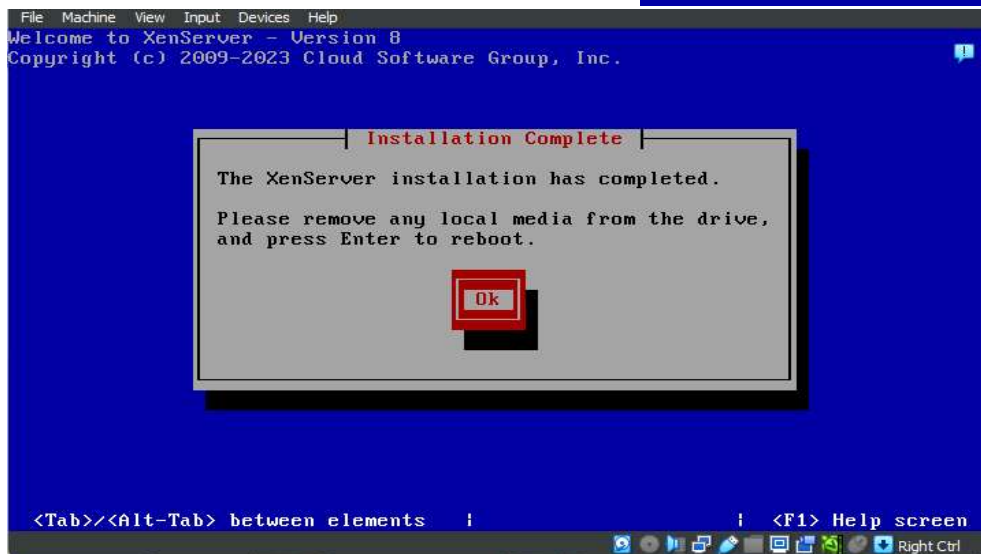 File Machine View Input Devices Help
Welcome to XenServer - Version 8
Copyright (c) 2009-2023 Cloud Software Group, Inc.
Installation Complete
The XenServer installation has completed.
Please remove any local media from the drive,
and press Enter to reboot.
Ok
<Tab>/<Alt-Tab> between elements | | <F1> Help screen
Right Ctrl